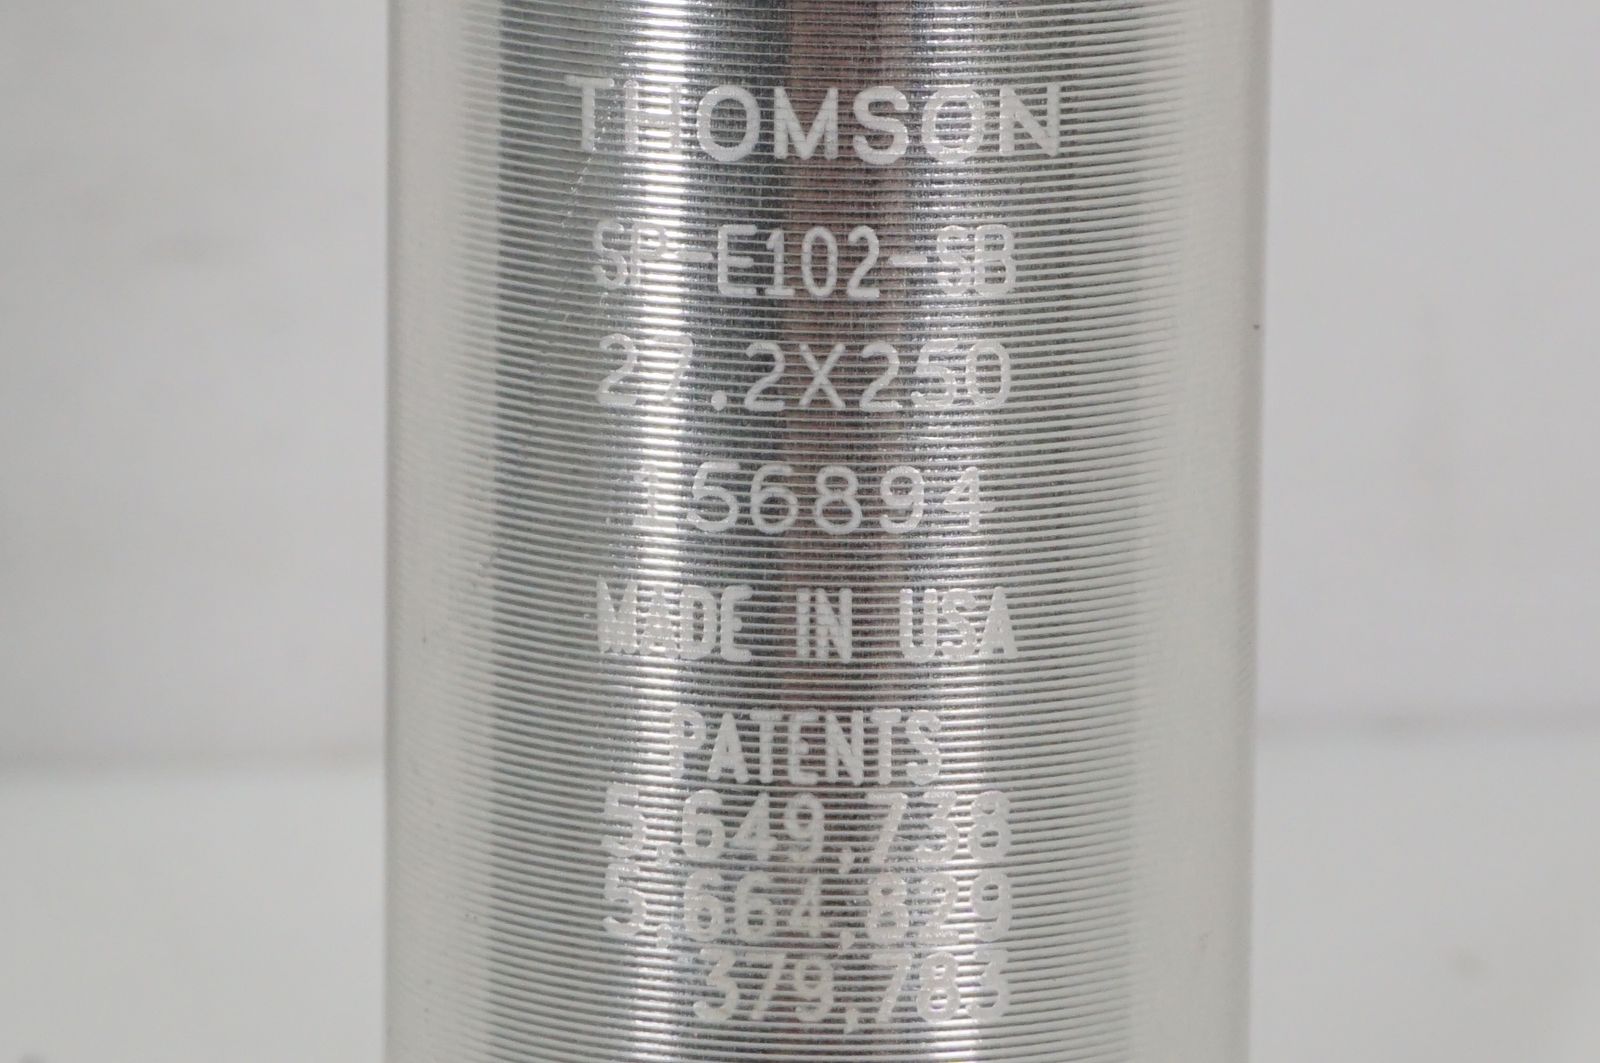 THOMSON
SP-E102-SB
27.2X250
156894
MADE IN USA
PATENTS
5,649,738
5,664,829
379,783